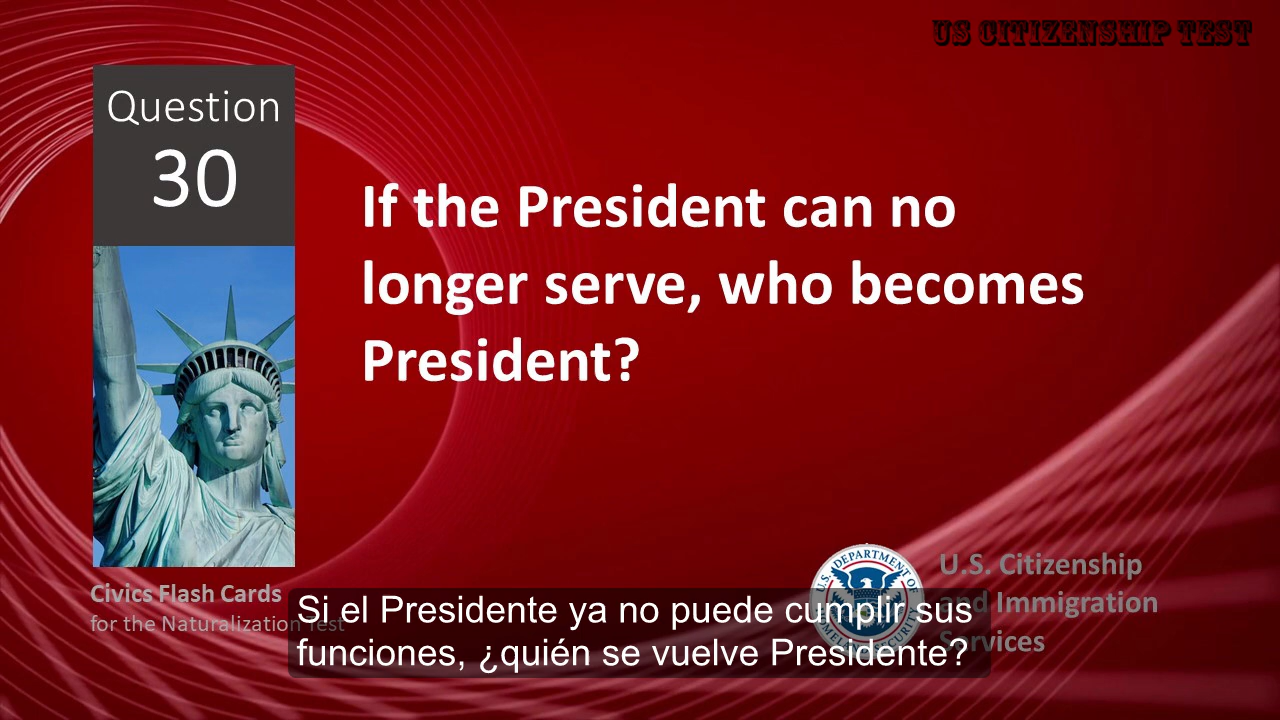 US CITIZENSHIP TEST
Question
30
If the President can no
longer serve, who becomes
President?
Civics Flash Cards
for the Naturalization Test
U.S. DEPARTMENT OF
U.S. Citizenship
and Immigration
Services
Si el Presidente ya no puede cumplir sus
funciones, ¿quién se vuelve Presidente?